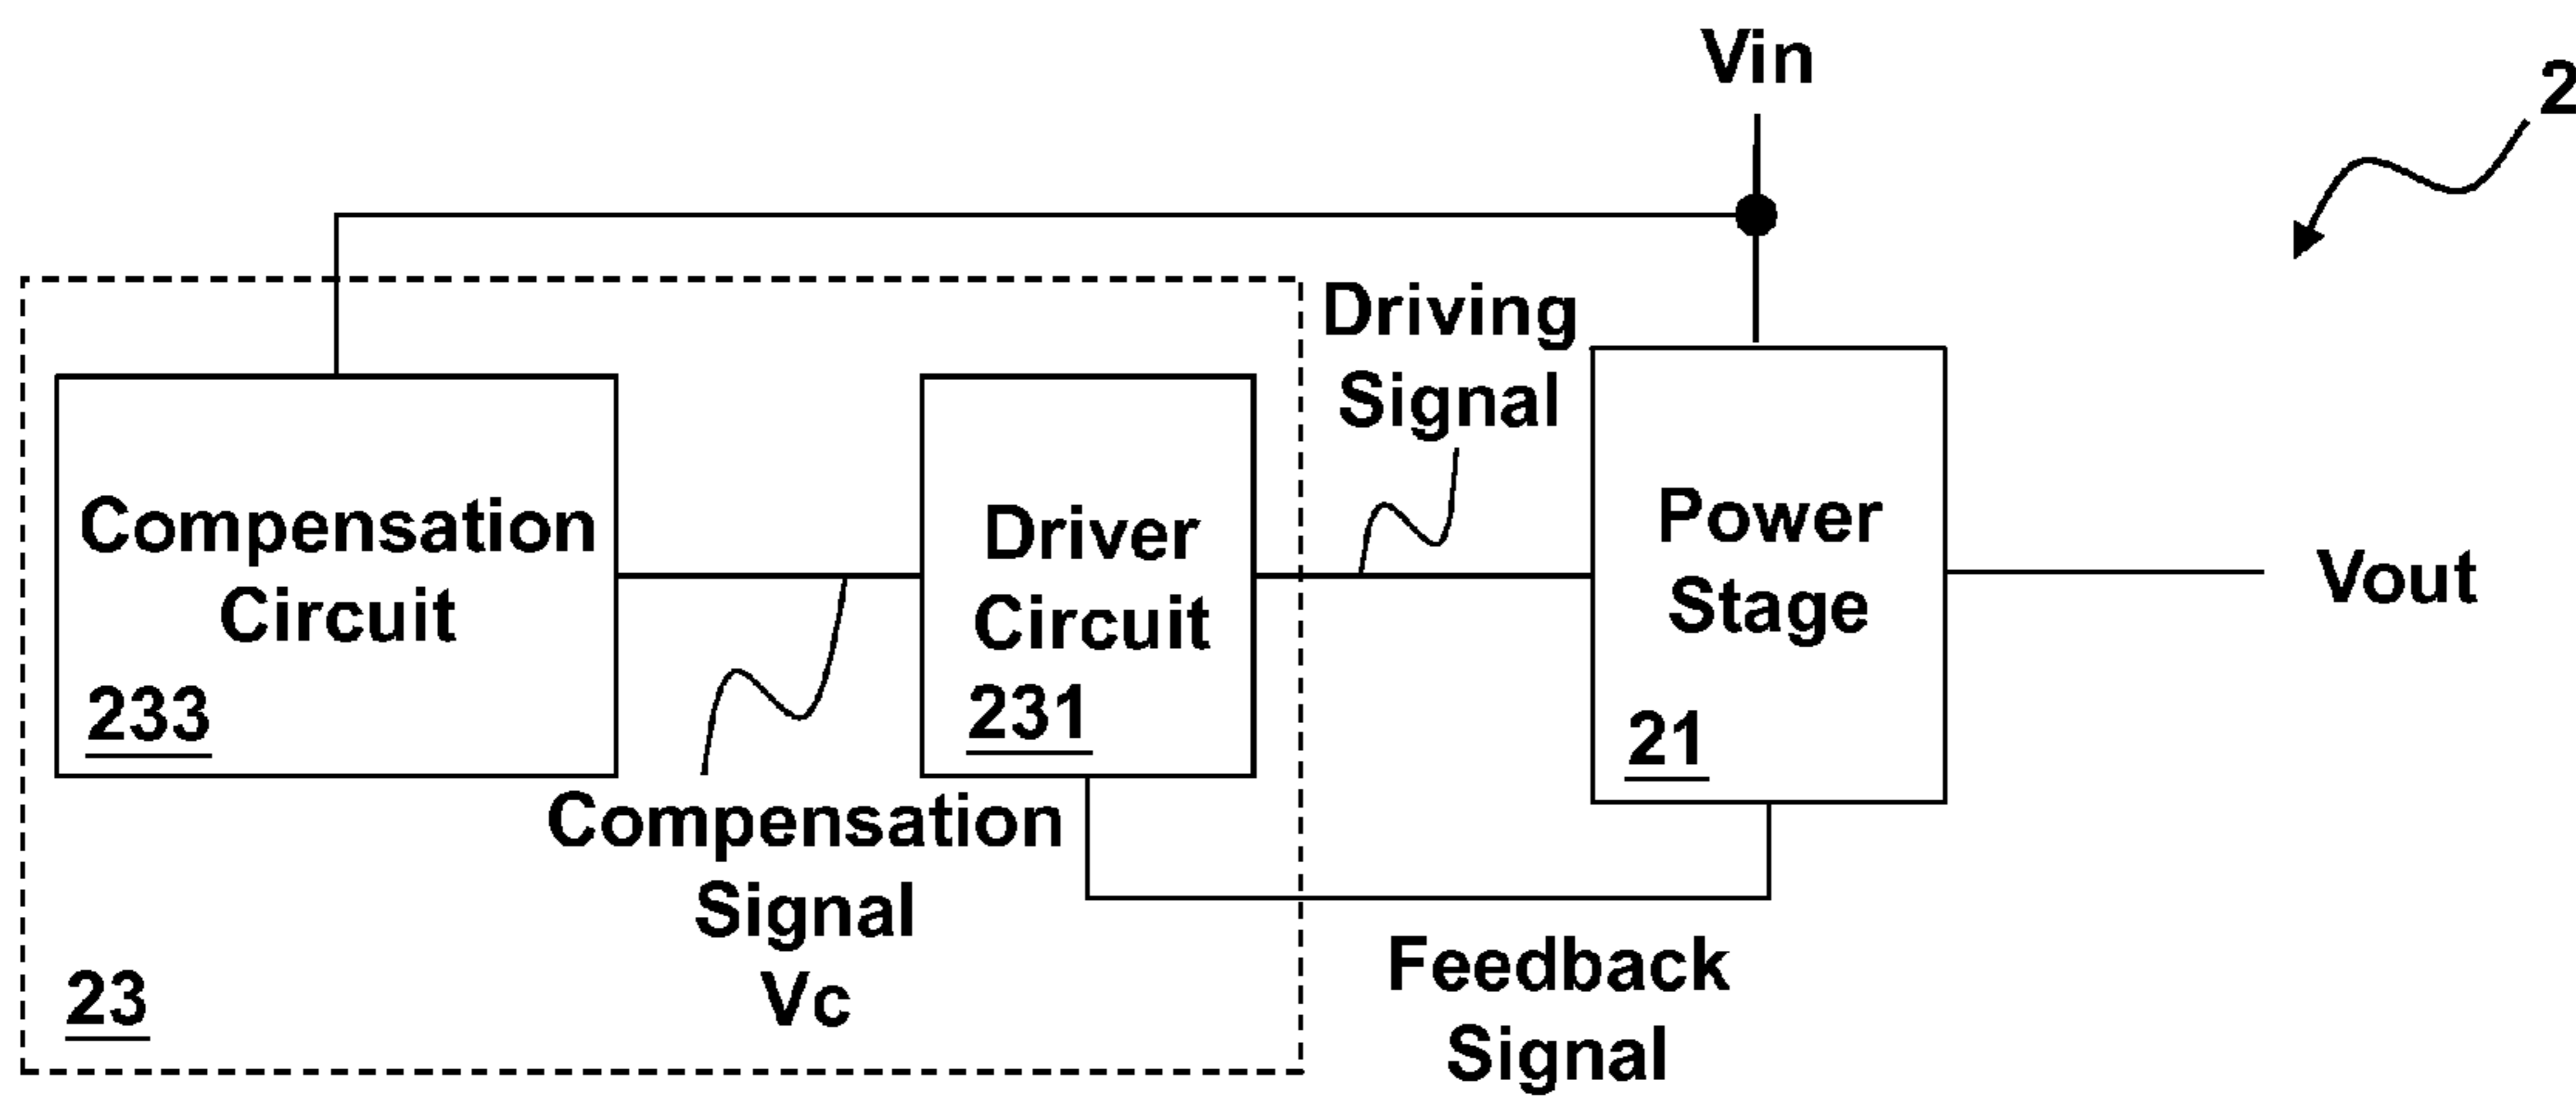 Vin
2
Driving
Signal
Compensation
Circuit
233
Driver
Circuit
231
Power
Stage
21
Vout
Compensation
Signal
Vc
Feedback
Signal
23